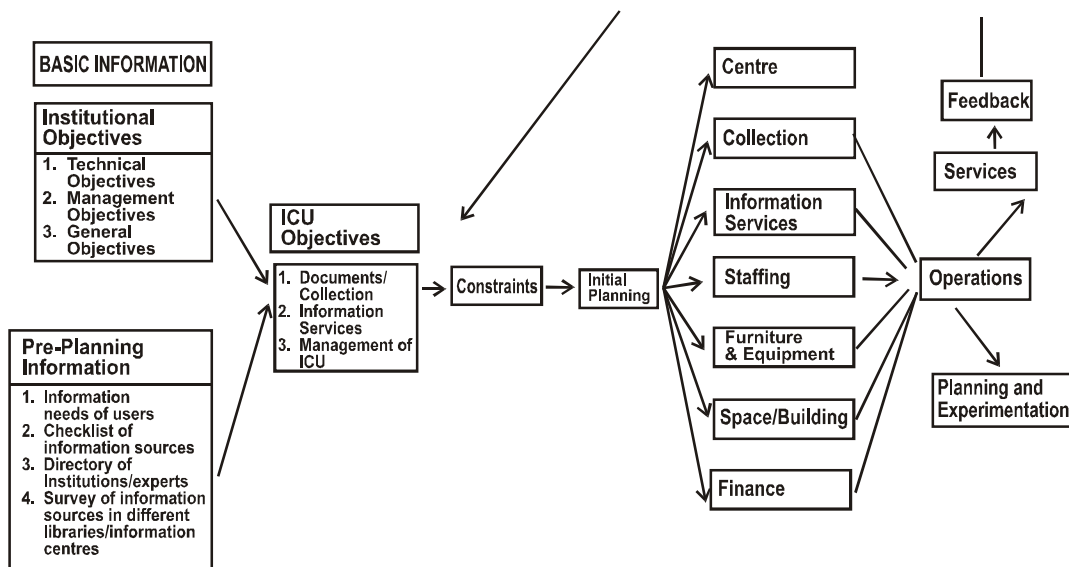 BASIC INFORMATION
Institutional
Objectives
1. Technical
Objectives
2. Management
Objectives
3. General
Objectives
Pre-Planning
Information
1. Information
needs of users
2. Checklist of
information sources
3. Directory of
Institutions/experts
4. Survey of information
sources in different
libraries/information
centres
ICU
Objectives
1. Documents/
Collection
2. Information
Services
3. Management of
ICU
Constraints
Initial
Planning
Centre
Collection
Information
Services
Staffing
Furniture
& Equipment
Space/Building
Finance
Operations
Services
Feedback
Planning and
Experimentation